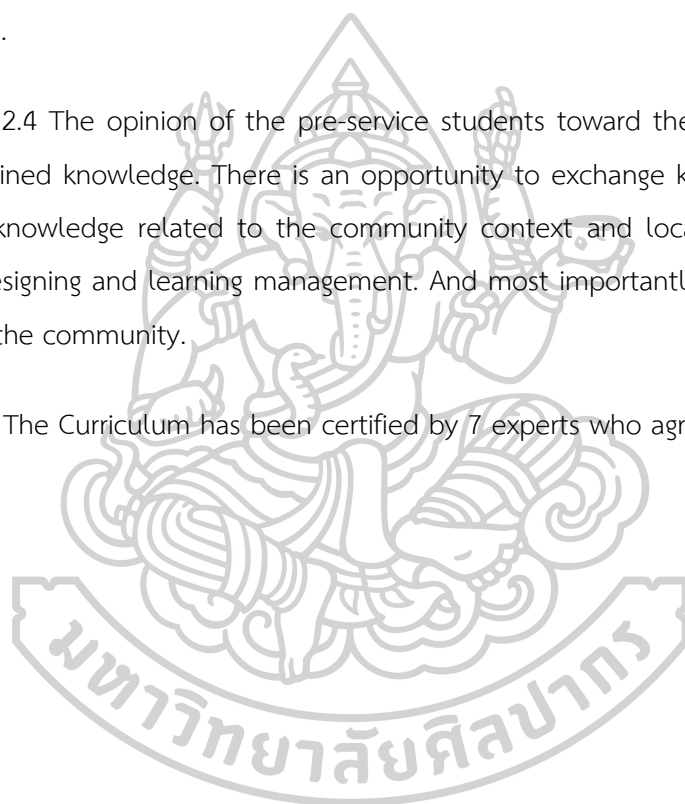 .
2.4 The opinion of the pre-service students toward the
ined knowledge. There is an opportunity to exchange k
knowledge related to the community context and loca
esigning and learning management. And most importantl
the community.
The Curriculum has been certified by 7 experts who agr
มหาวิทยาลัยศิลปากร